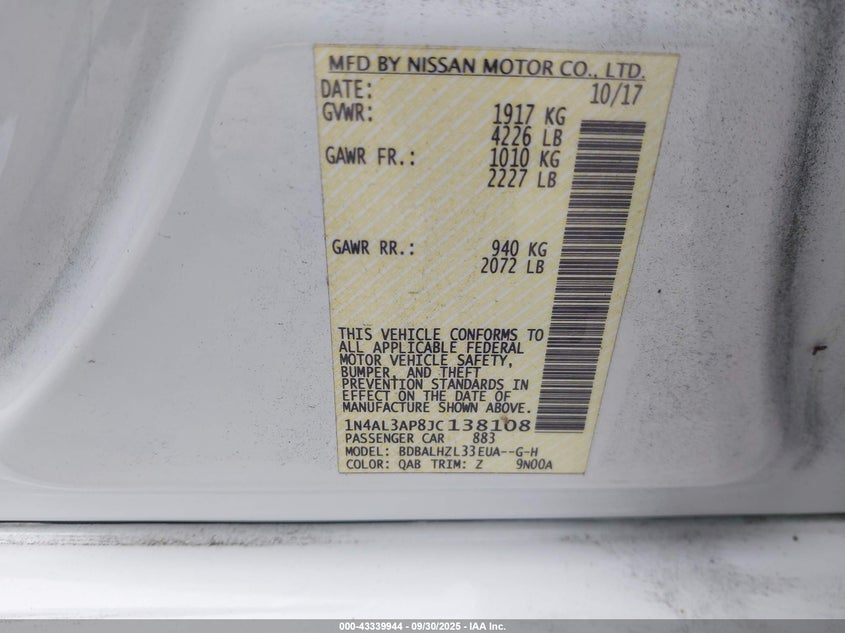 MFD BY NISSAN MOTOR CO., LTD.
DATE: 10/17
GVWR: 1917 KG
4226 LB
GAWR FR.: 1010 KG
2227 LB
GAWR RR.: 940 KG
2072 LB
THIS VEHICLE CONFORMS TO
ALL APPLICABLE FEDERAL
MOTOR VEHICLE SAFETY,
BUMPER, AND THEFT
PREVENTION STANDARDS IN
EFFECT ON THE DATE OF
MANUFACTURE SHOWN ABOVE.
1N4AL3AP8JC138108
PASSENGER CAR 883
MODEL: BDBALHZL33EUA--G-H
COLOR: QAB TRIM: Z 9N00A
000-43339944 - 09/30/2025 - IAA Inc.